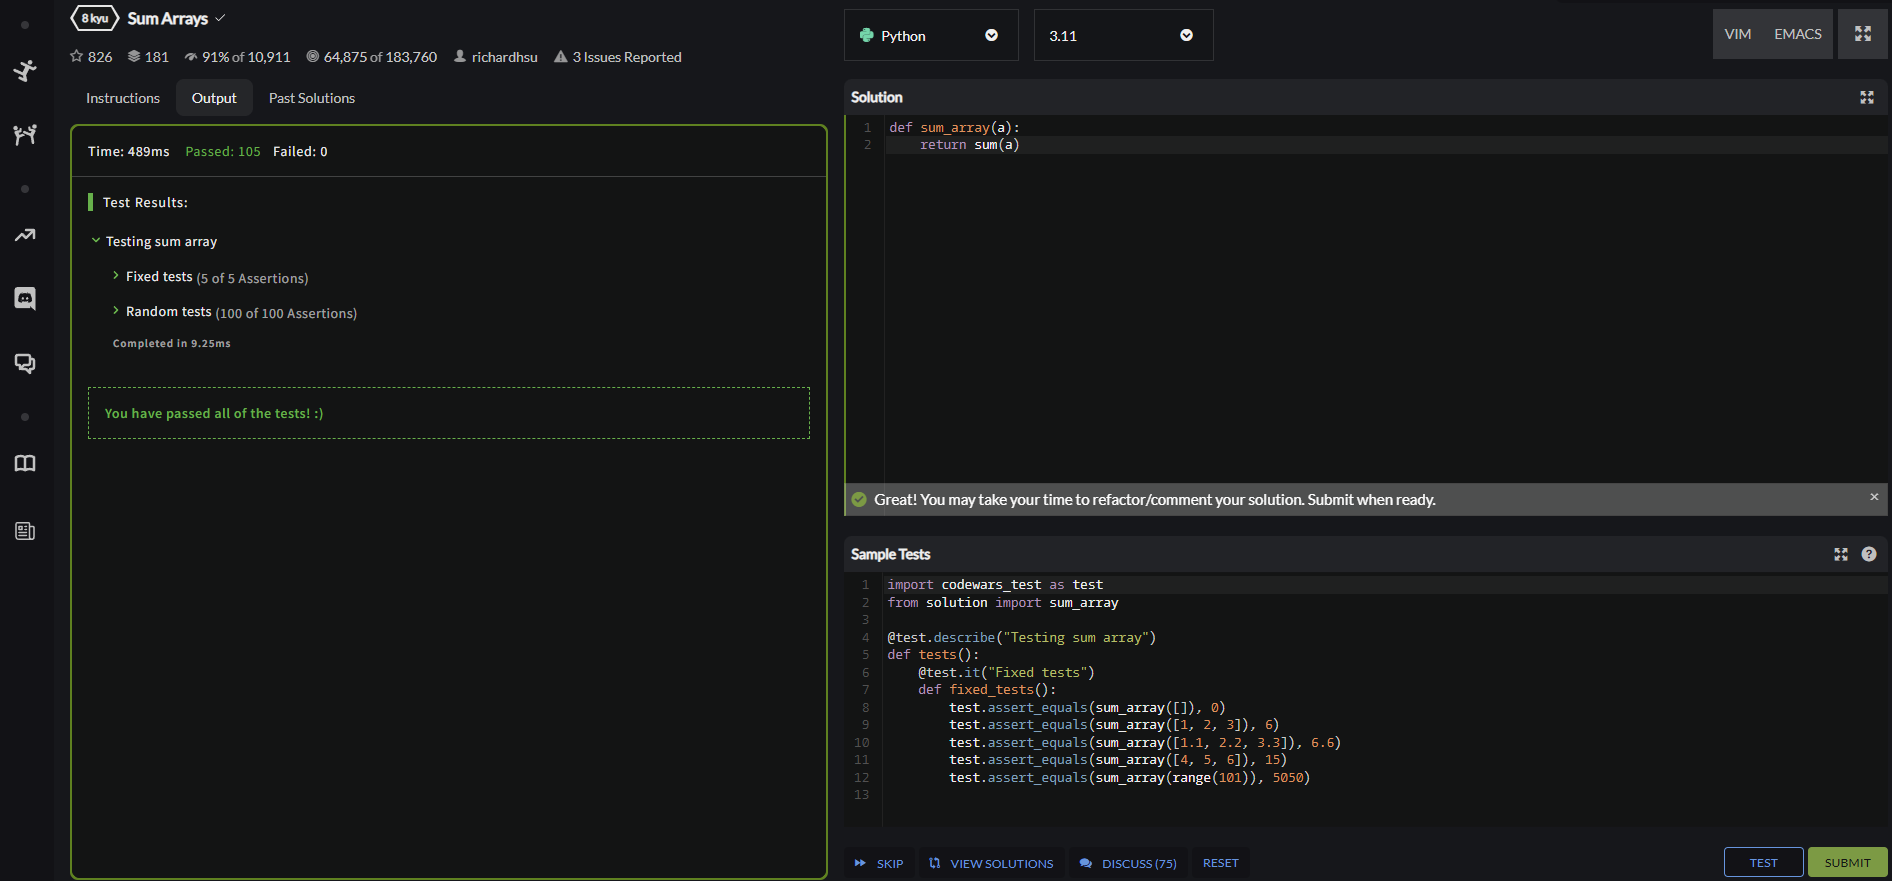 8 kyu Sum Arrays
826 181 91% of 10,911 64,875 of 183,760 richardhsu 3 Issues Reported
Instructions Output Past Solutions
Time: 489ms Passed: 105 Failed: 0
Test Results:
Testing sum array
Fixed tests (5 of 5 Assertions)
Random tests (100 of 100 Assertions)
Completed in 9.25ms
You have passed all of the tests! :)
Python 3.11 VIM EMACS
Solution
1 def sum_array(a):
2     return sum(a)
Great! You may take your time to refactor/comment your solution. Submit when ready. ×
Sample Tests ?
1 import codewars_test as test
2 from solution import sum_array
3
4 @test.describe("Testing sum array")
5 def tests():
6     @test.it("Fixed tests")
7     def fixed_tests():
8         test.assert_equals(sum_array([]), 0)
9         test.assert_equals(sum_array([1, 2, 3]), 6)
10         test.assert_equals(sum_array([1.1, 2.2, 3.3]), 6.6)
11         test.assert_equals(sum_array([4, 5, 6]), 15)
12         test.assert_equals(sum_array(range(101)), 5050)
13
SKIP VIEW SOLUTIONS DISCUSS (75) RESET TEST SUBMIT